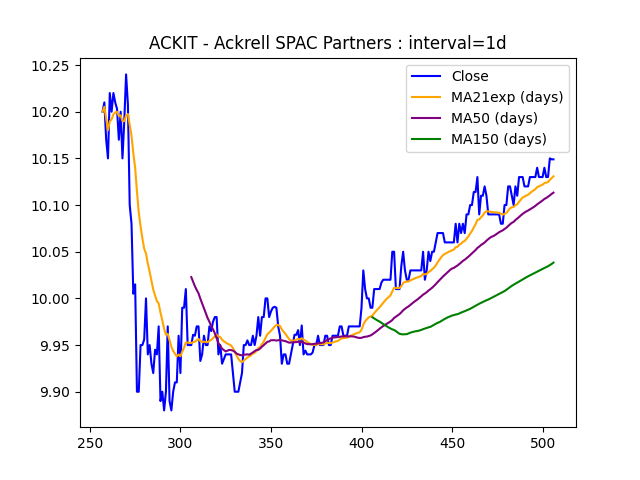 ACKIT - Ackrell SPAC Partners : interval=1d
Close
MA21exp (days)
MA50 (days)
MA150 (days)
10.25
10.20
10.15
10.10
10.05
10.00
9.95
9.90
250 300 350 400 450 500